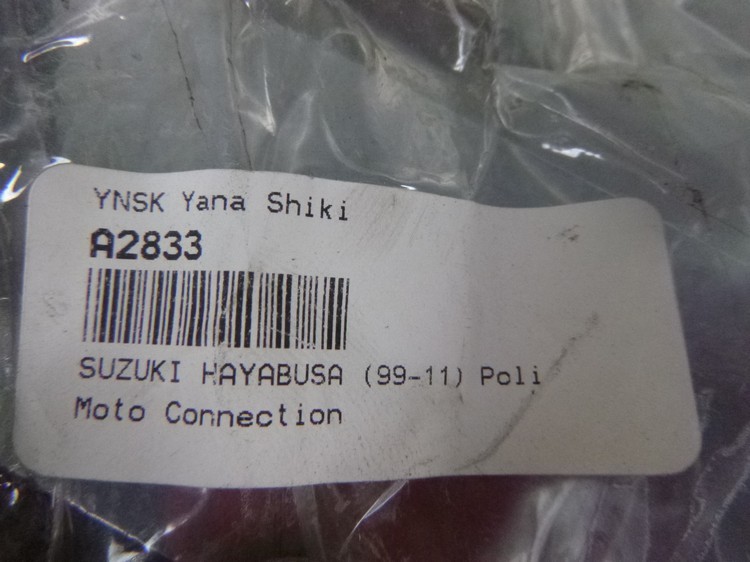 YNSK Yana Shiki
A2833
SUZUKI HAYABUSA (99-11) Poli
Moto Connection